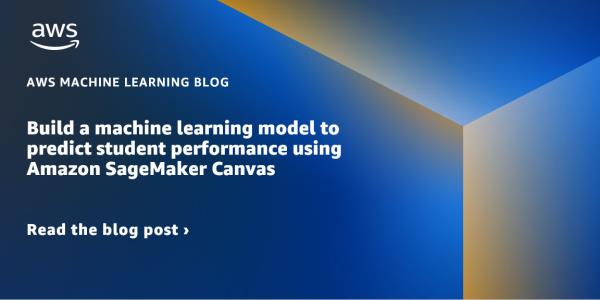 aws
AWS MACHINE LEARNING BLOG
Build a machine learning model to
predict student performance using
Amazon SageMaker Canvas
Read the blog post ›